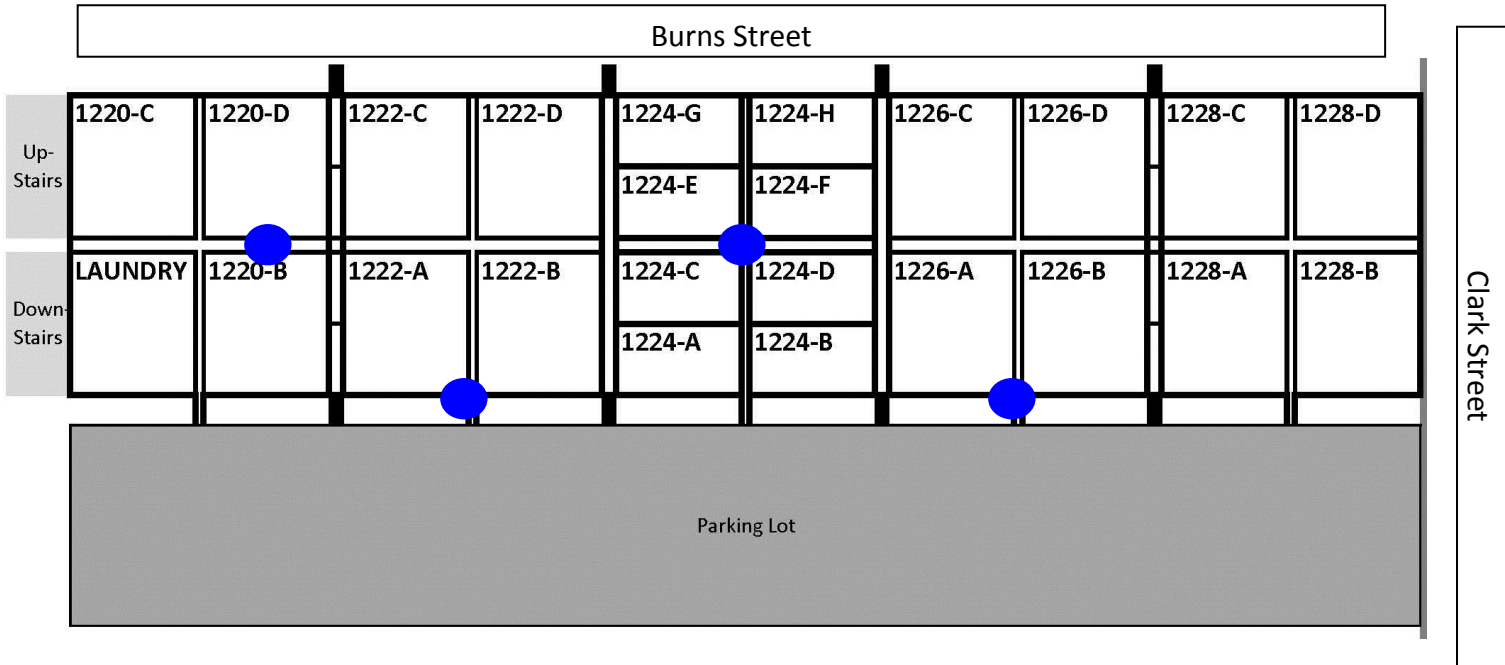 Burns Street
Up-
Stairs
1220-C
1220-D
1222-C
1222-D
1224-G
1224-H
1226-C
1226-D
1228-C
1228-D
1224-E
1224-F
Down-
Stairs
LAUNDRY
1220-B
1222-A
1222-B
1224-C
1224-D
1226-A
1226-B
1228-A
1228-B
1224-A
1224-B
Parking Lot
Clark Street